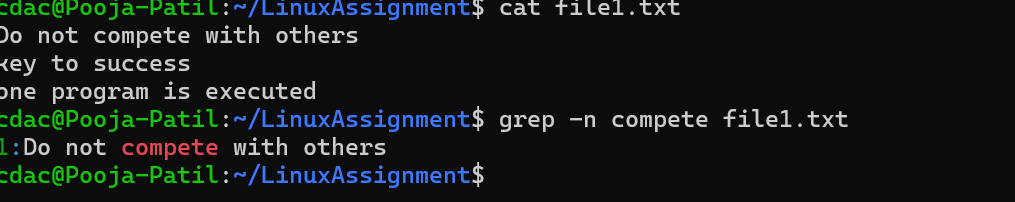 cdac@Pooja-Patil:~/LinuxAssignment$ cat file1.txt
Do not compete with others
key to success
one program is executed
cdac@Pooja-Patil:~/LinuxAssignment$ grep -n compete file1.txt
1:Do not compete with others
cdac@Pooja-Patil:~/LinuxAssignment$